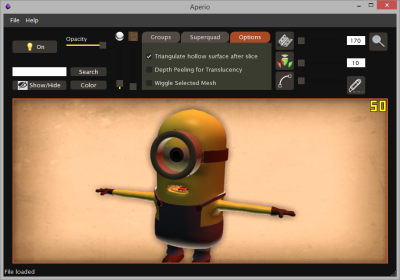 Aperio
File Help
On
Opacity
Search
Show/Hide
Color
Groups
Superquad
Options
Triangulate hollow surface after slice
Depth Peeling for Translucency
Wiggle Selected Mesh
170
10
50
File loaded